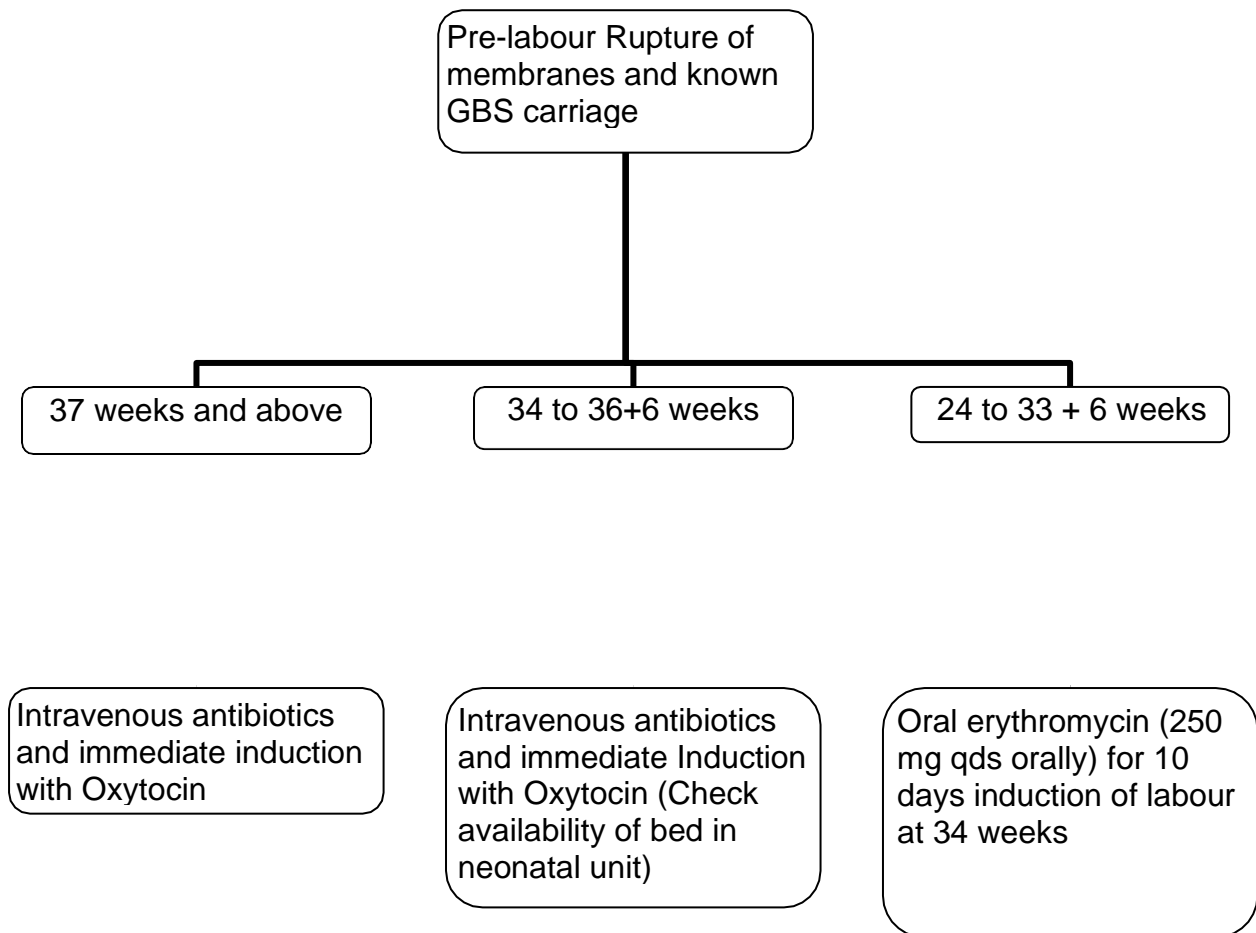 Pre-labour Rupture of
membranes and known
GBS carriage
37 weeks and above
34 to 36+6 weeks
24 to 33 + 6 weeks
Intravenous antibiotics
and immediate induction
with Oxytocin
Intravenous antibiotics
and immediate Induction
with Oxytocin (Check
availability of bed in
neonatal unit)
Oral erythromycin (250
mg qds orally) for 10
days induction of labour
at 34 weeks